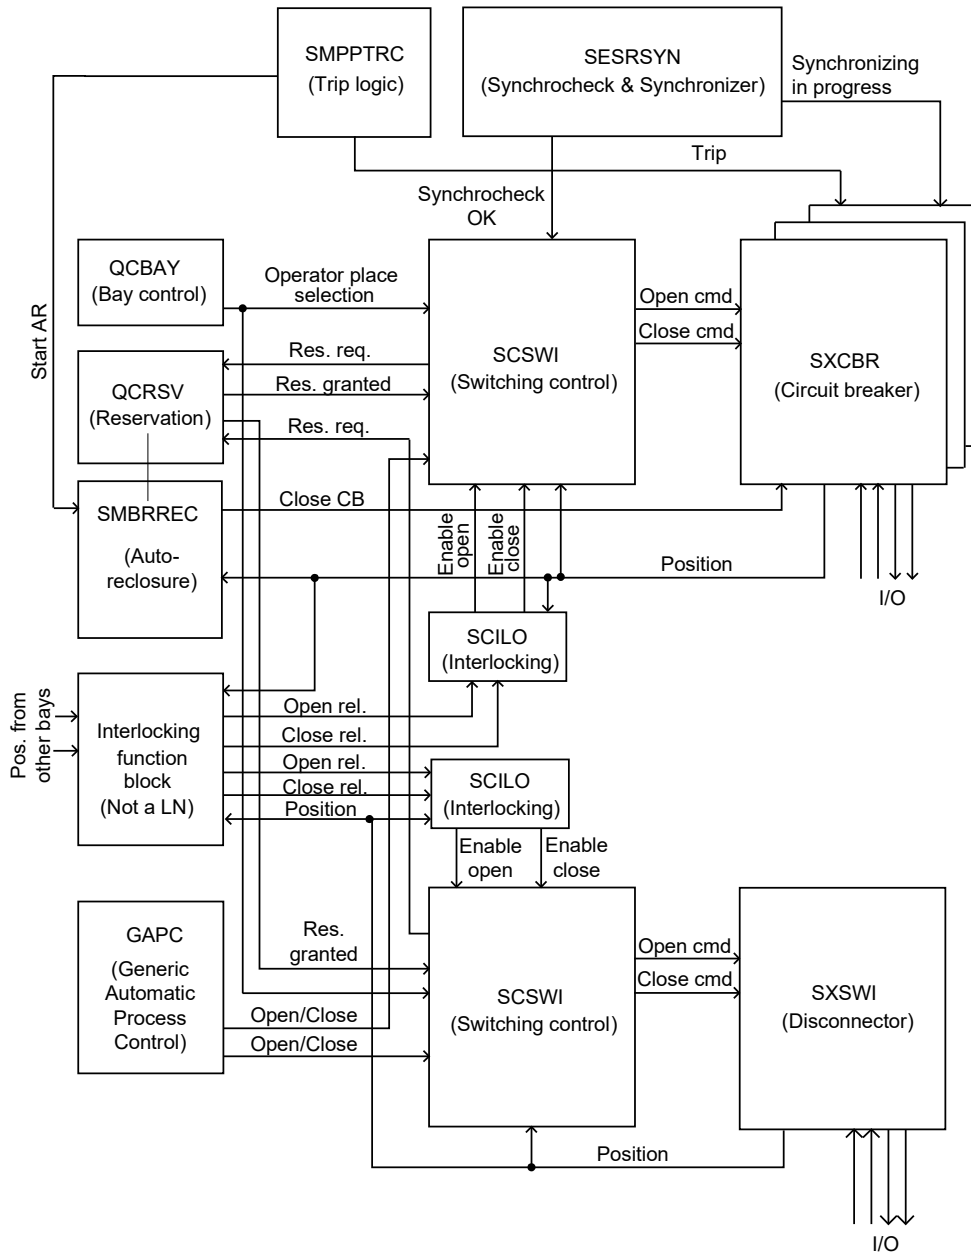 SMPPTRC
(Trip logic)
SESRSYN
(Synchrocheck & Synchronizer)
Synchronizing
in progress
Trip
Synchrocheck
OK
Start AR
QCBAY
(Bay control)
Operator place
selection
Res. req.
Res. granted
Res. req.
QCRSV
(Reservation)
SCSWI
(Switching control)
Open cmd
Close cmd
SXCBR
(Circuit breaker)
SMBRREC
(Auto-
reclosure)
Close CB
Enable
open
Enable
close
Position
I/O
SCILO
(Interlocking)
Pos. from
other bays
Interlocking
function
block
(Not a LN)
Open rel.
Close rel.
Open rel.
Close rel.
Position
SCILO
(Interlocking)
Enable
open
Enable
close
GAPC
(Generic
Automatic
Process
Control)
Res.
granted
Open/Close
Open/Close
SCSWI
(Switching control)
Open cmd
Close cmd
SXSWI
(Disconnector)
Position
I/O